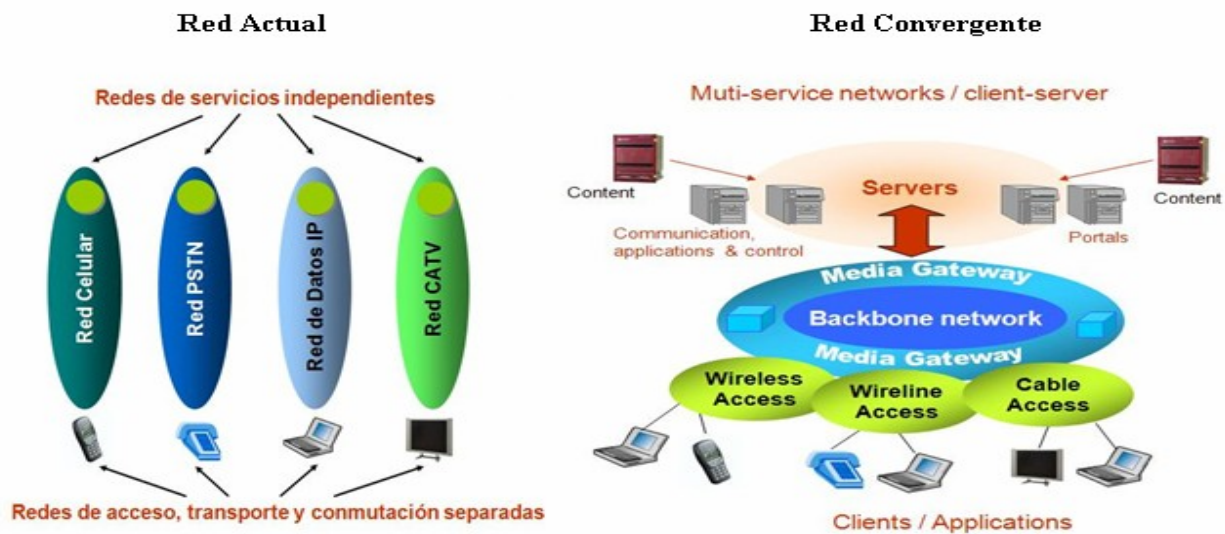 Red Actual
Redes de servicios independientes
Red Celular
Red PSTN
Red de Datos IP
Red CATV
Redes de acceso, transporte y conmutación separadas
Red Convergente
Muti-service networks / client-server
Content
Servers
Content
Communication,
applications & control
Portals
Media Gateway
Backbone network
Media Gateway
Wireless
Access
Wireline
Access
Cable
Access
Clients / Applications